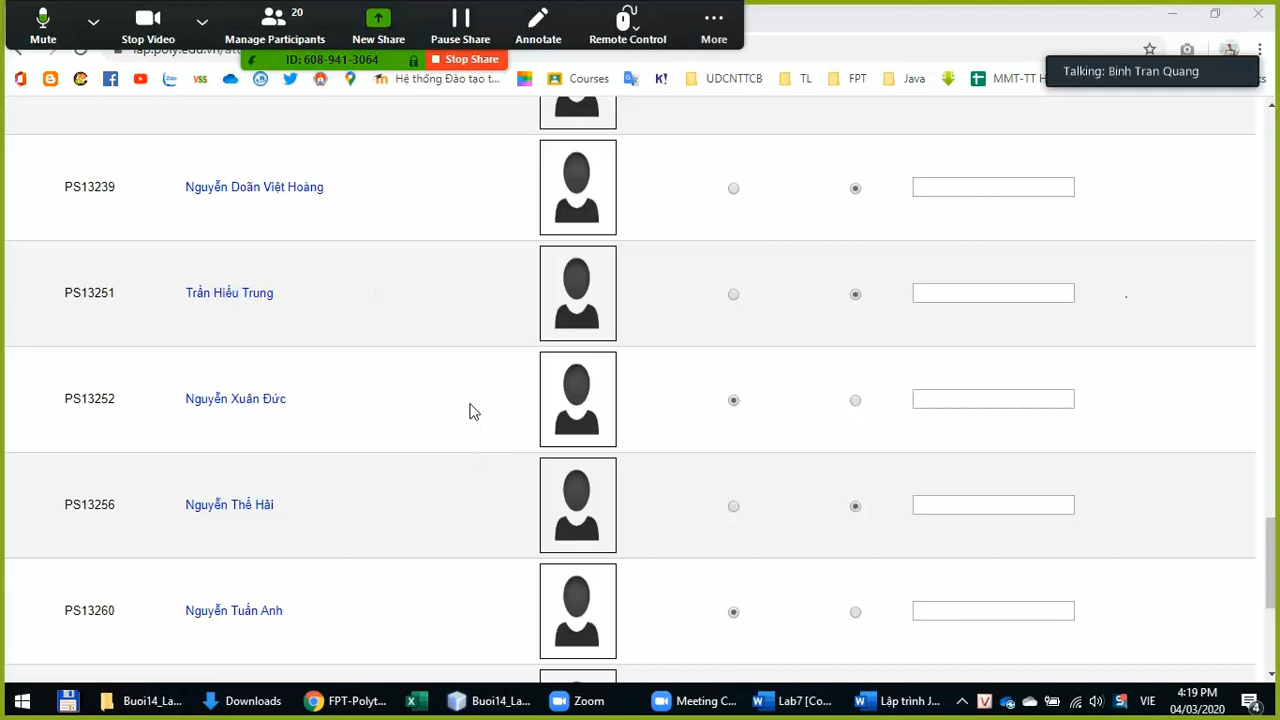 Mute
Stop Video
Manage Participants
20
New Share
Pause Share
Annotate
Remote Control
More
ID: 608-941-3064
Stop Share
Talking: Binh Tran Quang
Hệ thống Đào tạo t...
Courses
K!
UDCNTTCB
TL
FPT
Java
MMT-TT H
PS13239
Nguyễn Doãn Việt Hoàng
PS13251
Trần Hiếu Trung
PS13252
Nguyễn Xuân Đức
PS13256
Nguyễn Thế Hải
PS13260
Nguyễn Tuấn Anh
Buoi14_La...
Downloads
FPT-Polyt...
Buoi14_La...
Zoom
Meeting C...
Lab7 [Co...
Lập trình J...
VIE
4:19 PM
04/03/2020
4